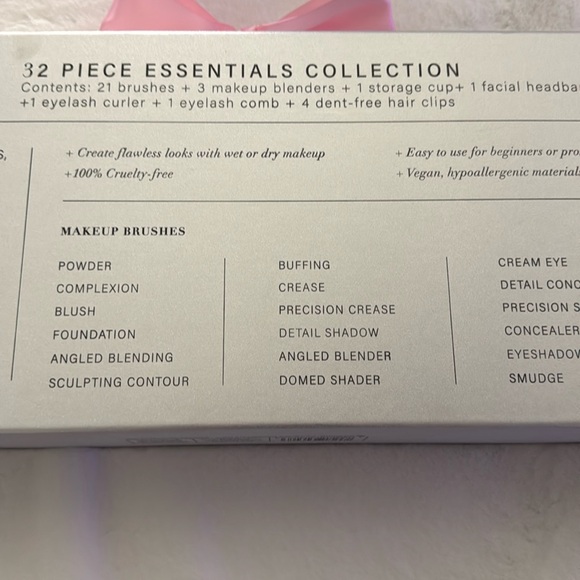 32 PIECE ESSENTIALS COLLECTION
Contents: 21 brushes + 3 makeup blenders + 1 storage cup+ 1 facial headba
+1 eyelash curler + 1 eyelash comb + 4 dent-free hair clips
+ Create flawless looks with wet or dry makeup
+100% Cruelty-free
+ Easy to use for beginners or pro
+ Vegan, hypoallergenic material
MAKEUP BRUSHES
POWDER
COMPLEXION
BLUSH
FOUNDATION
ANGLED BLENDING
SCULPTING CONTOUR
BUFFING
CREASE
PRECISION CREASE
DETAIL SHADOW
ANGLED BLENDER
DOMED SHADER
CREAM EYE
DETAIL CONC
PRECISION S
CONCEALER
EYESHADOW
SMUDGE